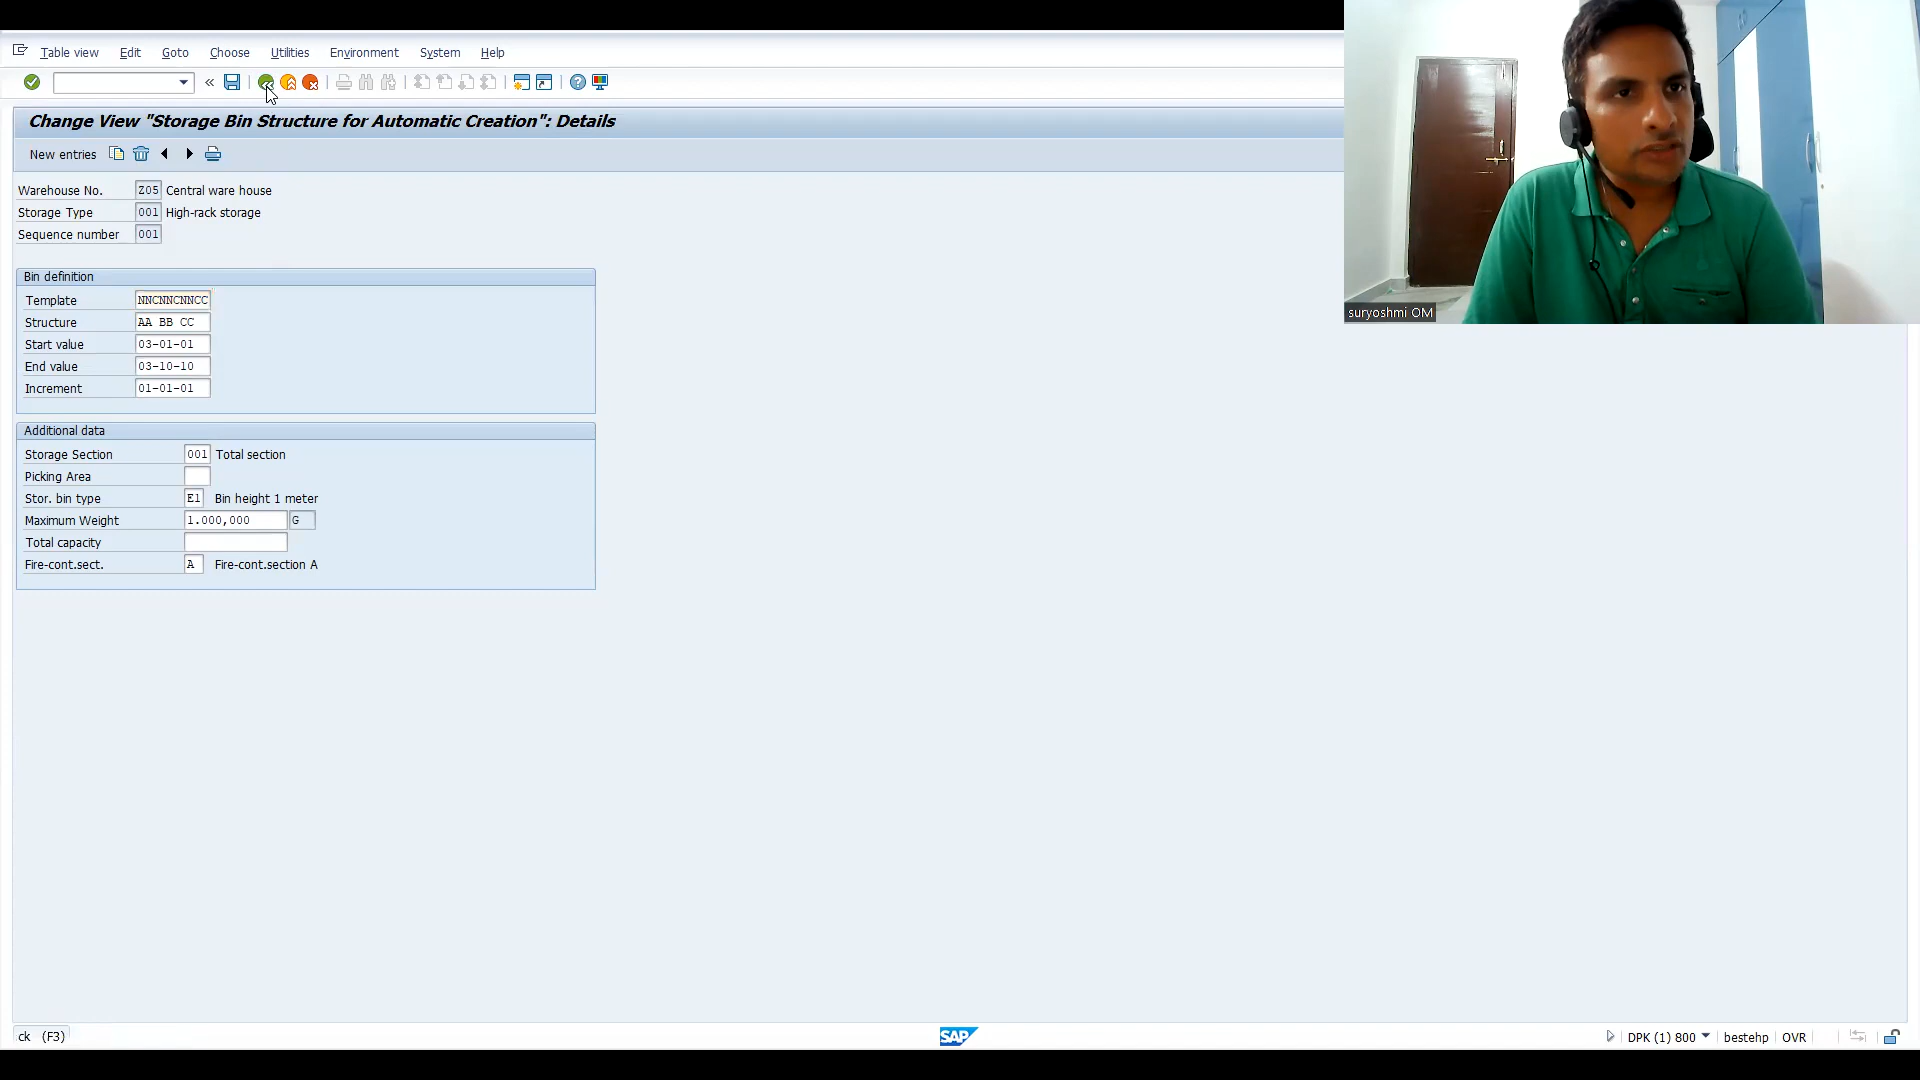 Table view Edit Goto Choose Utilities Environment System Help
Change View "Storage Bin Structure for Automatic Creation": Details
New entries
Warehouse No. Z05 Central ware house
Storage Type 001 High-rack storage
Sequence number 001
Bin definition
Template NNCNNCNNCC
Structure AA BB CC
Start value 03-01-01
End value 03-10-10
Increment 01-01-01
Additional data
Storage Section 001 Total section
Picking Area
Stor. bin type E1 Bin height 1 meter
Maximum Weight 1.000,000 G
Total capacity
Fire-cont.sect. A Fire-cont.section A
suryoshmi OM
ck (F3)
SAP
DPK (1) 800 bestehp OVR